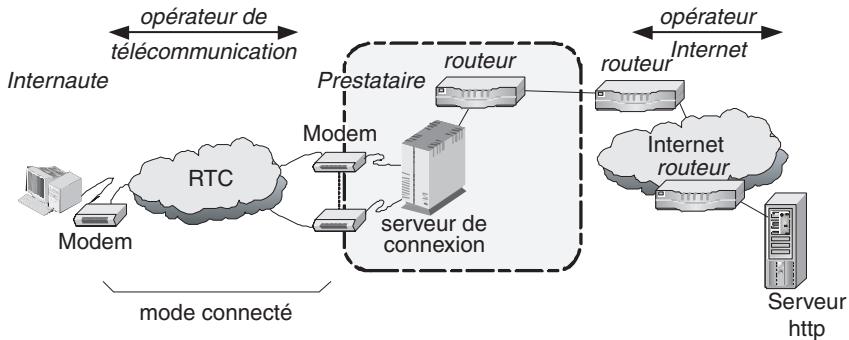 opérateur de
télécommunication
opérateur
Internet
Internaute
Prestataire
routeur
routeur
Modem
RTC
Internet
routeur
Modem
serveur de
connexion
mode connecté
Serveur
http